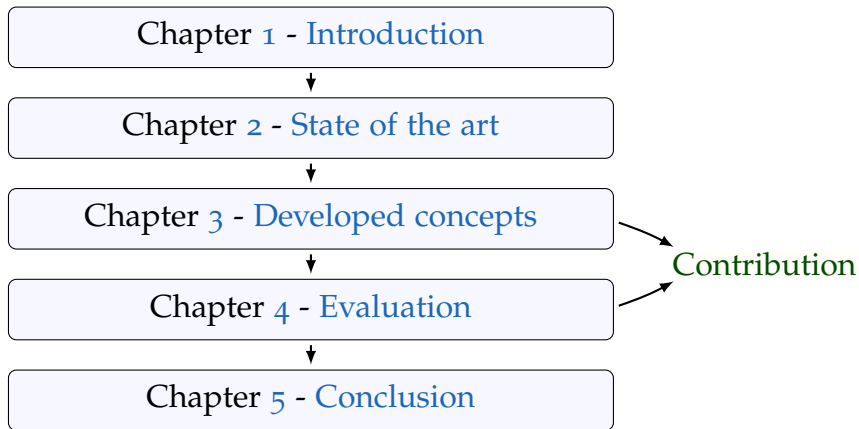 Chapter 1 - Introduction
Chapter 2 - State of the art
Chapter 3 - Developed concepts
Contribution
Chapter 4 - Evaluation
Chapter 5 - Conclusion